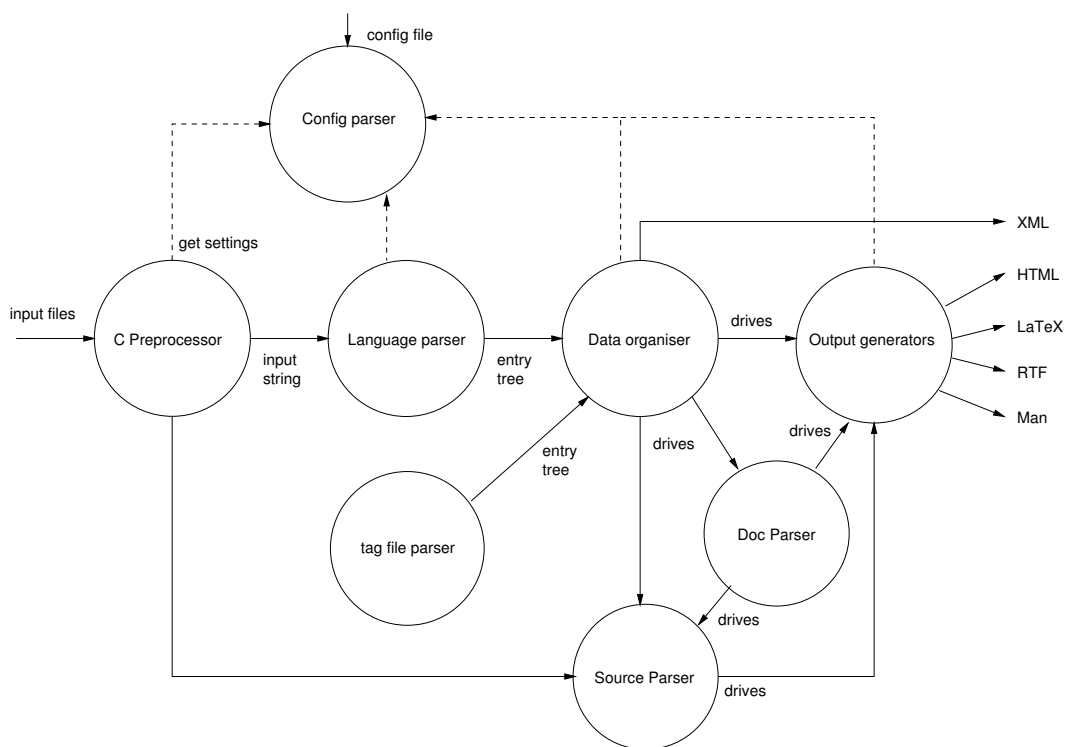 config file
Config parser
get settings
XML
input files
HTML
C Preprocessor
Language parser
Data organiser
drives
Output generators
LaTeX
input
string
entry
tree
RTF
Man
drives
drives
entry
tree
tag file parser
Doc Parser
drives
Source Parser
drives